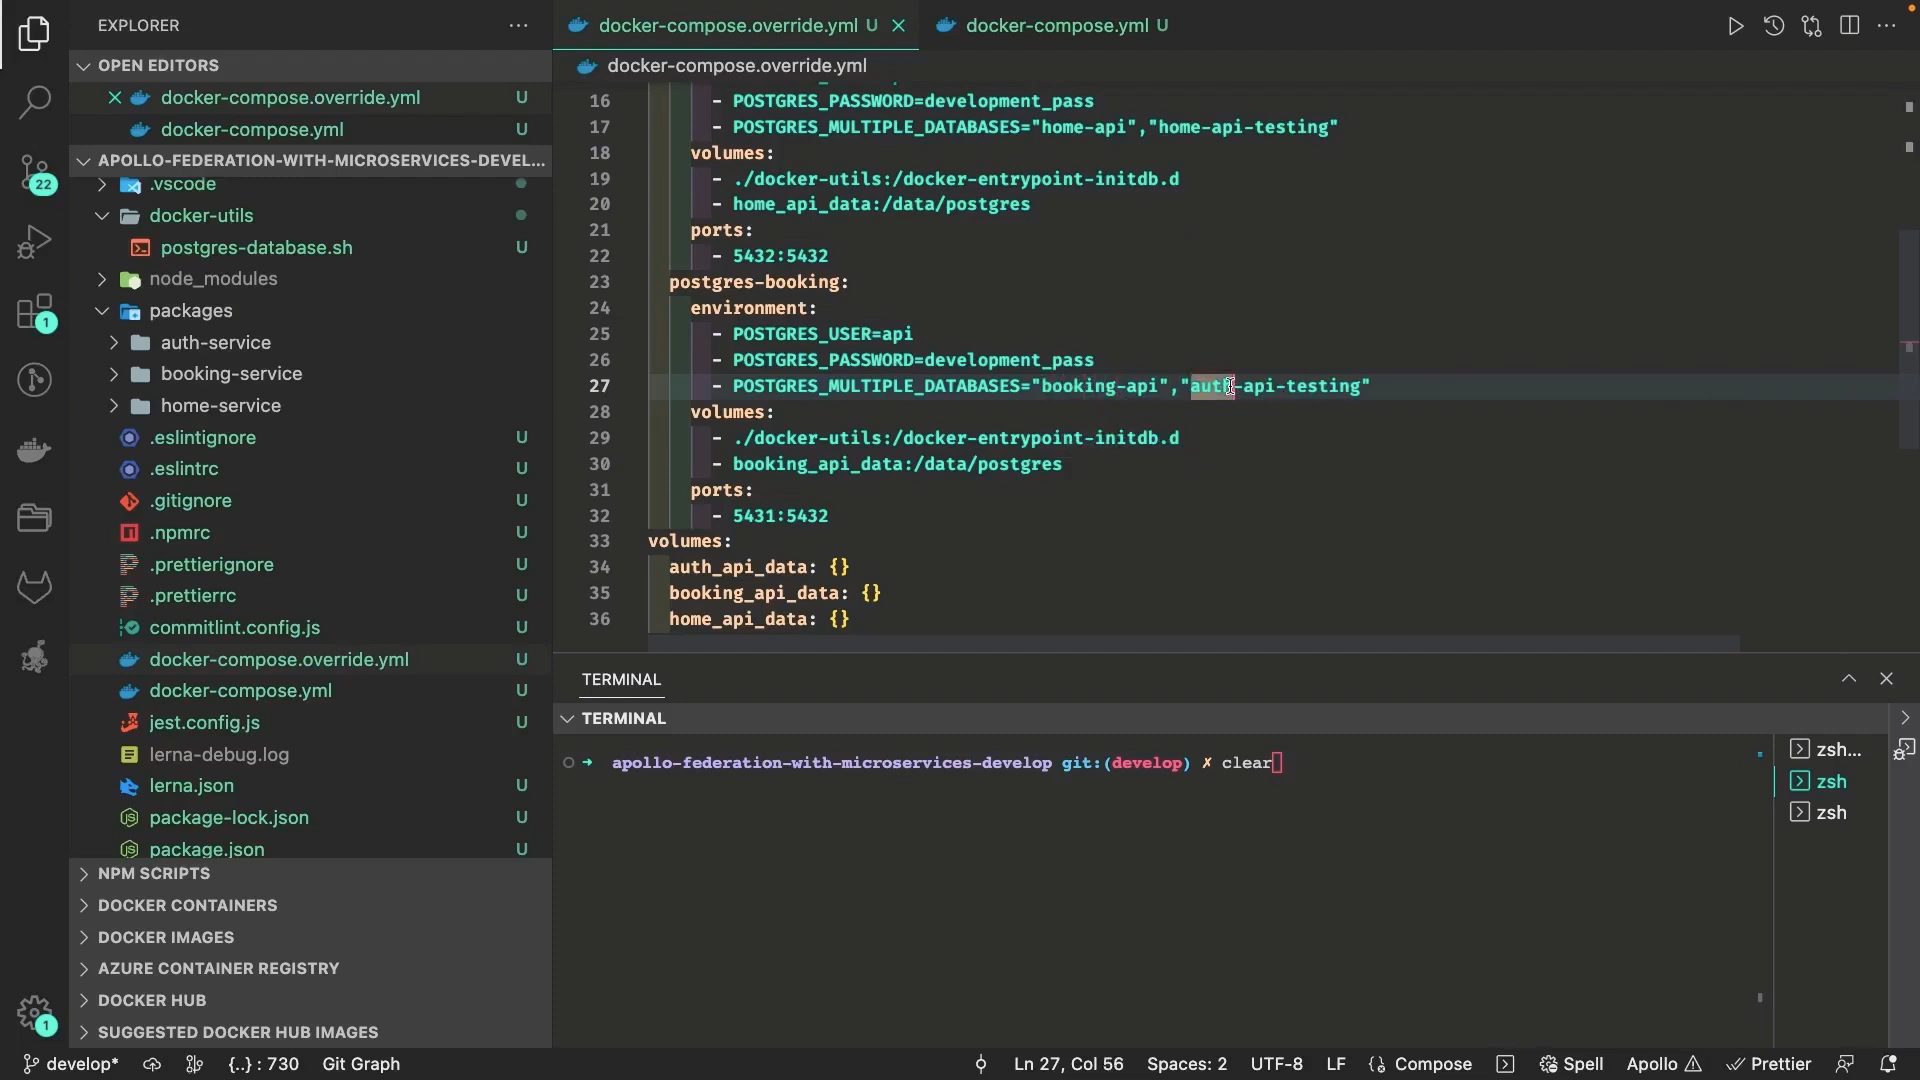 EXPLORER
OPEN EDITORS
docker-compose.override.yml U
docker-compose.yml U
APOLLO-FEDERATION-WITH-MICROSERVICES-DEVEL...
.vscode
docker-utils
postgres-database.sh U
node_modules
packages
auth-service
booking-service
home-service
.eslintignore U
.eslintrc U
.gitignore U
.npmrc U
.prettierignore U
.prettierrc U
commitlint.config.js U
docker-compose.override.yml U
docker-compose.yml U
jest.config.js U
lerna-debug.log
lerna.json U
package-lock.json U
package.json U
NPM SCRIPTS
DOCKER CONTAINERS
DOCKER IMAGES
AZURE CONTAINER REGISTRY
DOCKER HUB
SUGGESTED DOCKER HUB IMAGES
22
1
1
docker-compose.override.yml U
docker-compose.yml U
docker-compose.override.yml
16 - POSTGRES_PASSWORD=development_pass
17 - POSTGRES_MULTIPLE_DATABASES="home-api","home-api-testing"
18 volumes:
19 - ./docker-utils:/docker-entrypoint-initdb.d
20 - home_api_data:/data/postgres
21 ports:
22 - 5432:5432
23 postgres-booking:
24 environment:
25 - POSTGRES_USER=api
26 - POSTGRES_PASSWORD=development_pass
27 - POSTGRES_MULTIPLE_DATABASES="booking-api","auth-api-testing"
28 volumes:
29 - ./docker-utils:/docker-entrypoint-initdb.d
30 - booking_api_data:/data/postgres
31 ports:
32 - 5431:5432
33 volumes:
34 auth_api_data: {}
35 booking_api_data: {}
36 home_api_data: {}
TERMINAL
TERMINAL
apollo-federation-with-microservices-develop git:(develop) ✗ clear
zsh...
zsh
zsh
develop* {..} : 730 Git Graph Ln 27, Col 56 Spaces: 2 UTF-8 LF {} Compose Spell Apollo Prettier